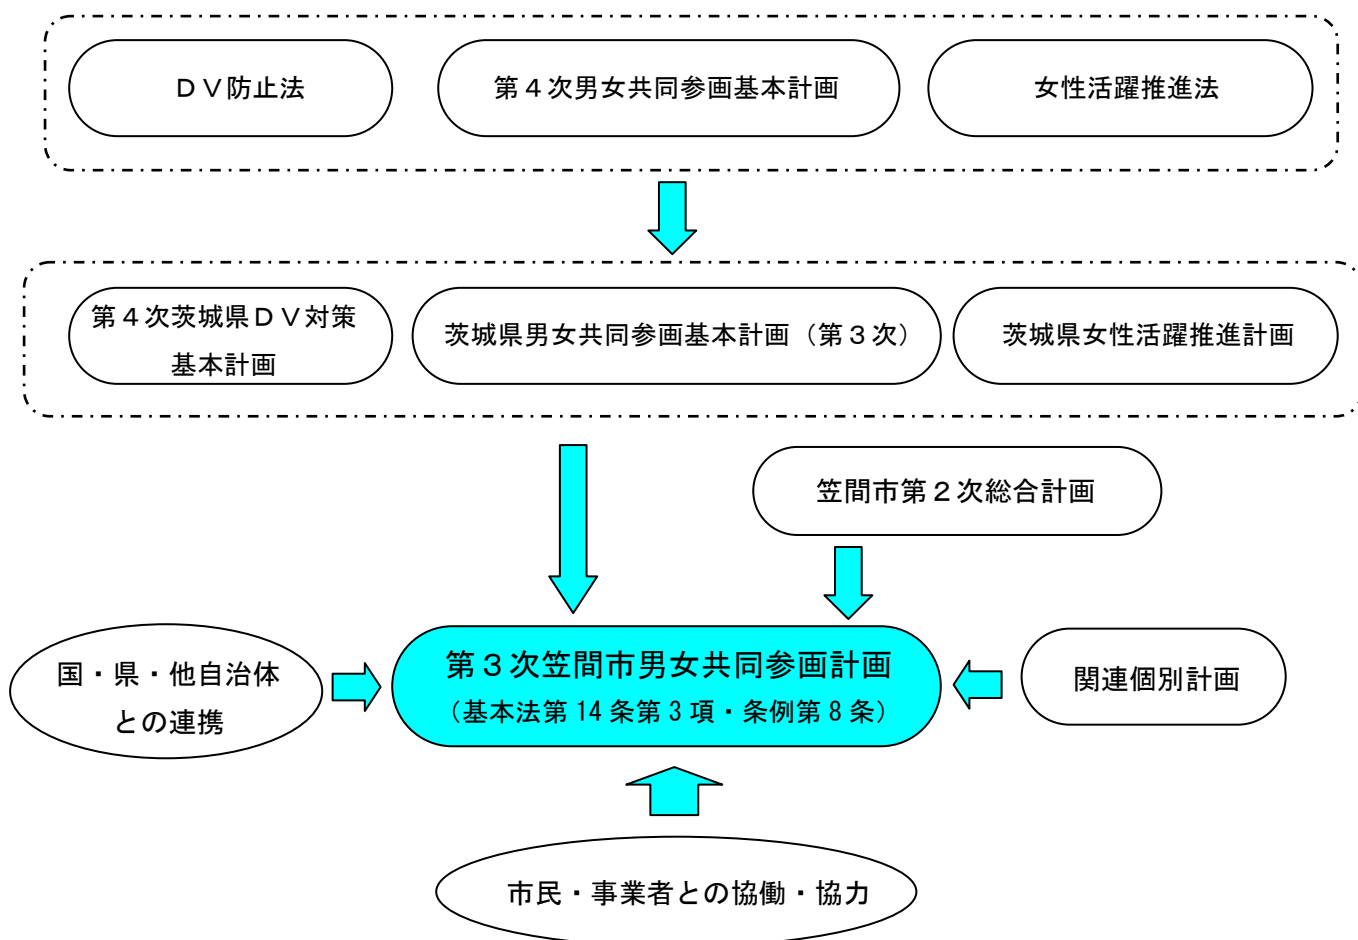 ＤＶ防止法
第４次男女共同参画基本計画
女性活躍推進法
第４次茨城県ＤＶ対策
基本計画
茨城県男女共同参画基本計画（第３次）
茨城県女性活躍推進計画
笠間市第２次総合計画
国・県・他自治体
との連携
第３次笠間市男女共同参画計画
（基本法第 14 条第 3 項・条例第 8 条）
関連個別計画
市民・事業者との協働・協力